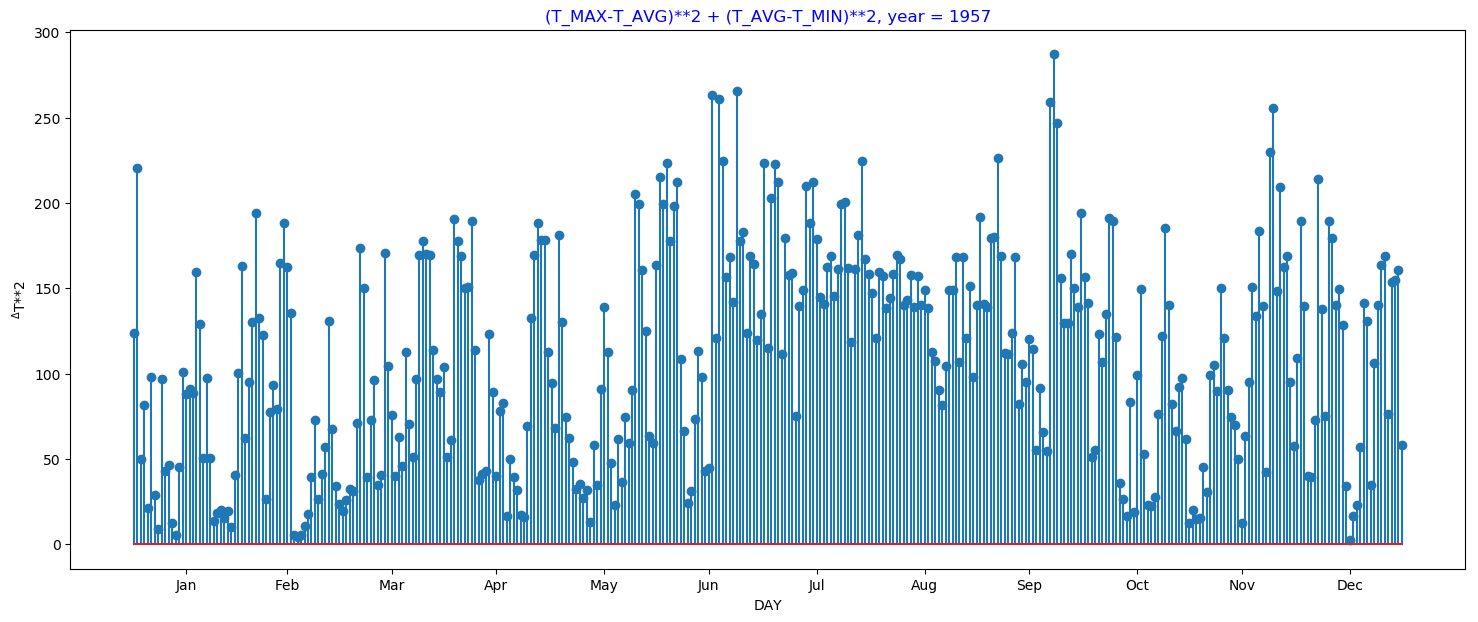 (T_MAX-T_AVG)**2 + (T_AVG-T_MIN)**2, year = 1957
300
250
200
150
100
50
0
ΔT**2
Jan Feb Mar Apr May Jun Jul Aug Sep Oct Nov Dec
DAY